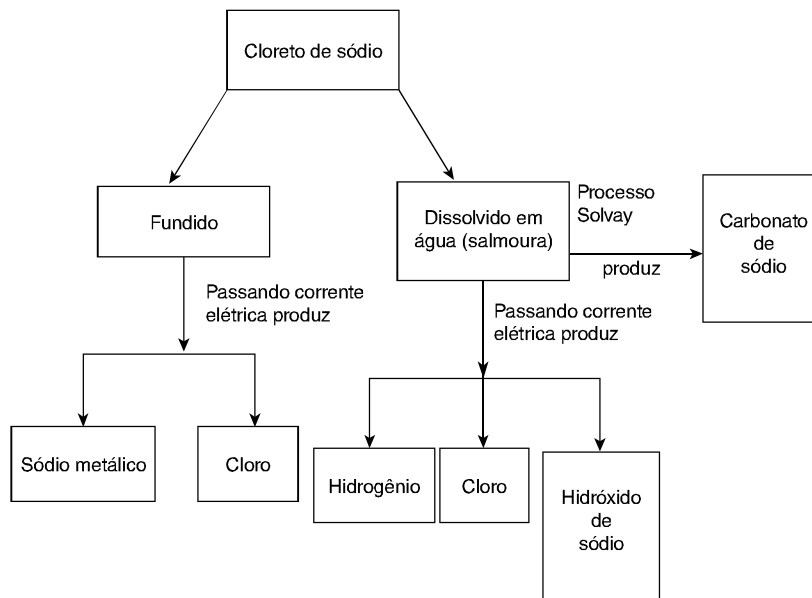 Cloreto de sódio
Fundido
Dissolvido em
água (salmoura)
Processo
Solvay
produz
Carbonato
de
sódio
Passando corrente
elétrica produz
Passando corrente
elétrica produz
Sódio metálico
Cloro
Hidrogênio
Cloro
Hidróxido
de
sódio